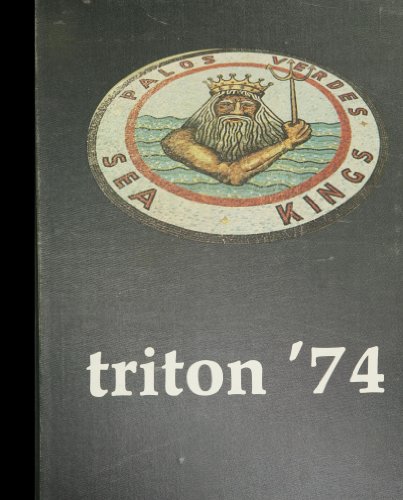 PALOS VERDES
SEA KINGS
triton '74